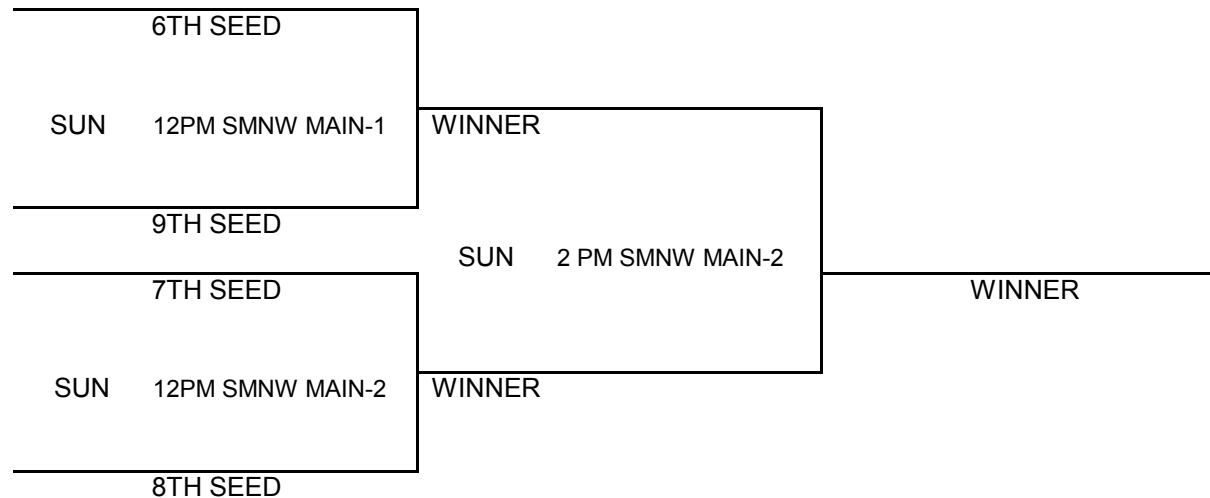 6TH SEED
SUN 12PM SMNW MAIN-1
WINNER
9TH SEED
SUN 2 PM SMNW MAIN-2
7TH SEED
WINNER
SUN 12PM SMNW MAIN-2
WINNER
8TH SEED